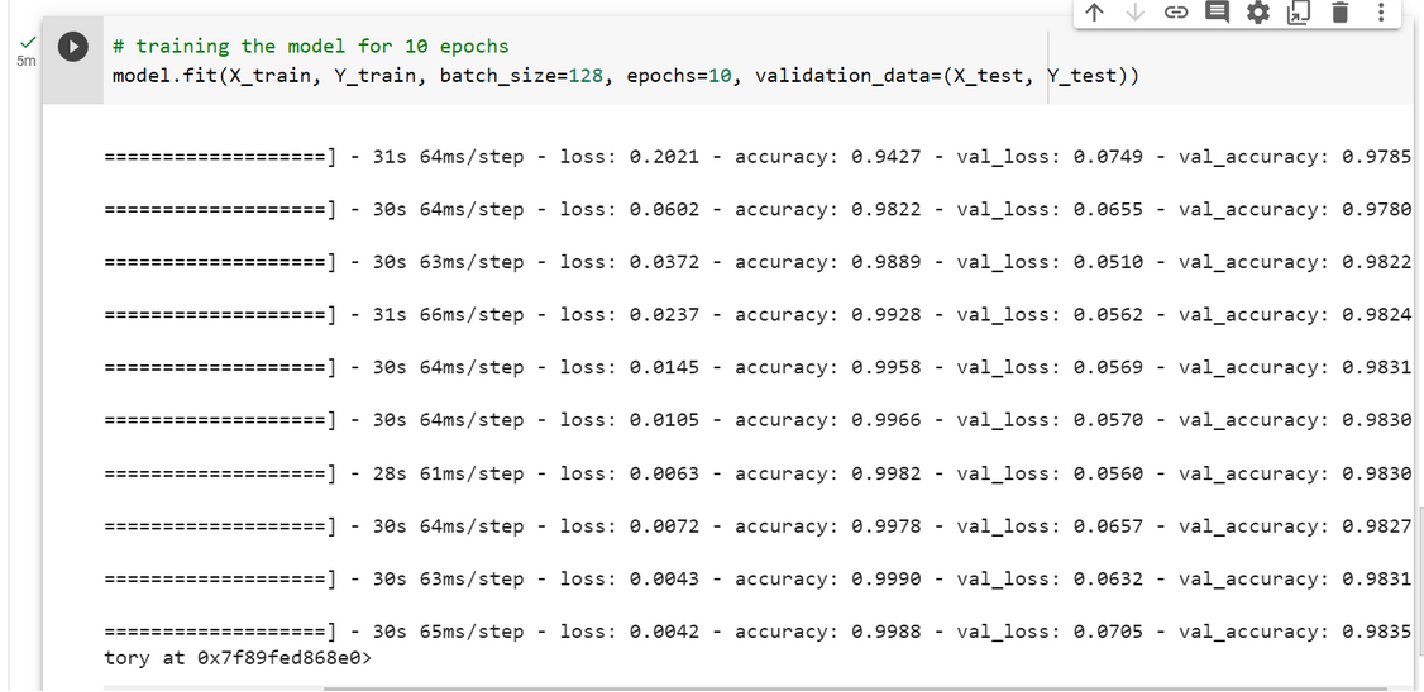 5m
# training the model for 10 epochs
model.fit(X_train, Y_train, batch_size=128, epochs=10, validation_data=(X_test, Y_test))
===================] - 31s 64ms/step - loss: 0.2021 - accuracy: 0.9427 - val_loss: 0.0749 - val_accuracy: 0.9785
===================] - 30s 64ms/step - loss: 0.0602 - accuracy: 0.9822 - val_loss: 0.0655 - val_accuracy: 0.9780
===================] - 30s 63ms/step - loss: 0.0372 - accuracy: 0.9889 - val_loss: 0.0510 - val_accuracy: 0.9822
===================] - 31s 66ms/step - loss: 0.0237 - accuracy: 0.9928 - val_loss: 0.0562 - val_accuracy: 0.9824
===================] - 30s 64ms/step - loss: 0.0145 - accuracy: 0.9958 - val_loss: 0.0569 - val_accuracy: 0.9831
===================] - 30s 64ms/step - loss: 0.0105 - accuracy: 0.9966 - val_loss: 0.0570 - val_accuracy: 0.9830
===================] - 28s 61ms/step - loss: 0.0063 - accuracy: 0.9982 - val_loss: 0.0560 - val_accuracy: 0.9830
===================] - 30s 64ms/step - loss: 0.0072 - accuracy: 0.9978 - val_loss: 0.0657 - val_accuracy: 0.9827
===================] - 30s 63ms/step - loss: 0.0043 - accuracy: 0.9990 - val_loss: 0.0632 - val_accuracy: 0.9831
===================] - 30s 65ms/step - loss: 0.0042 - accuracy: 0.9988 - val_loss: 0.0705 - val_accuracy: 0.9835
tory at 0x7f89fed868e0>